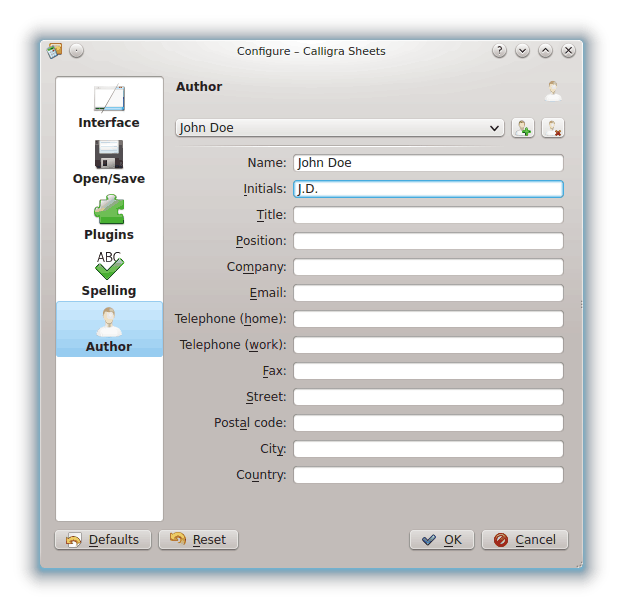 Configure – Calligra Sheets
Interface
Open/Save
Plugins
ABC
Spelling
Author
Author
John Doe
Name: John Doe
Initials: J.D.
Title:
Position:
Company:
Email:
Telephone (home):
Telephone (work):
Fax:
Street:
Postal code:
City:
Country:
Defaults Reset OK Cancel